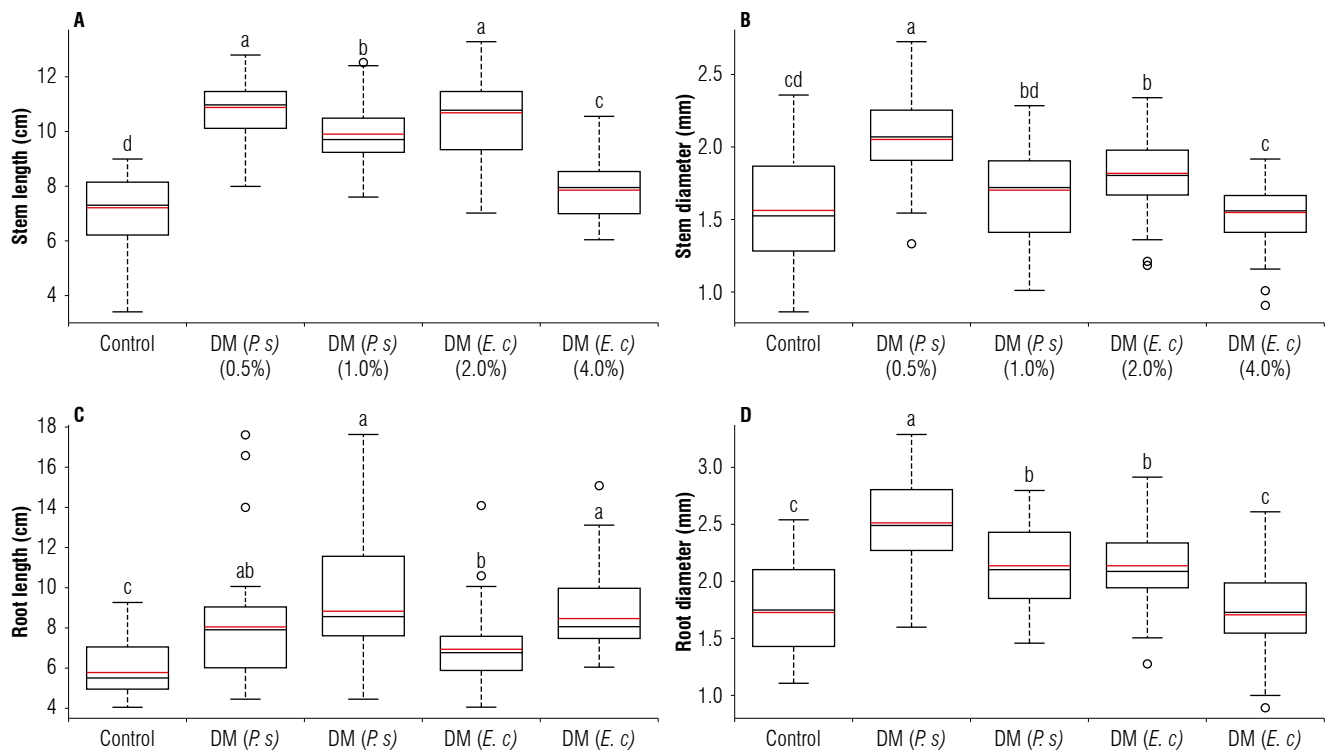 A
Stem length (cm)
12
10
8
6
4
d
a
b
a
c
Control
DM (P. s)
(0.5%)
DM (P. s)
(1.0%)
DM (E. c)
(2.0%)
DM (E. c)
(4.0%)
B
Stem diameter (mm)
2.5
2.0
1.5
1.0
cd
a
bd
b
c
Control
DM (P. s)
(0.5%)
DM (P. s)
(1.0%)
DM (E. c)
(2.0%)
DM (E. c)
(4.0%)
C
Root length (cm)
18
16
14
12
10
8
6
4
c
ab
a
b
a
Control
DM (P. s)
DM (P. s)
DM (E. c)
DM (E. c)
D
Root diameter (mm)
3.0
2.5
2.0
1.5
1.0
c
a
b
b
c
Control
DM (P. s)
DM (P. s)
DM (E. c)
DM (E. c)